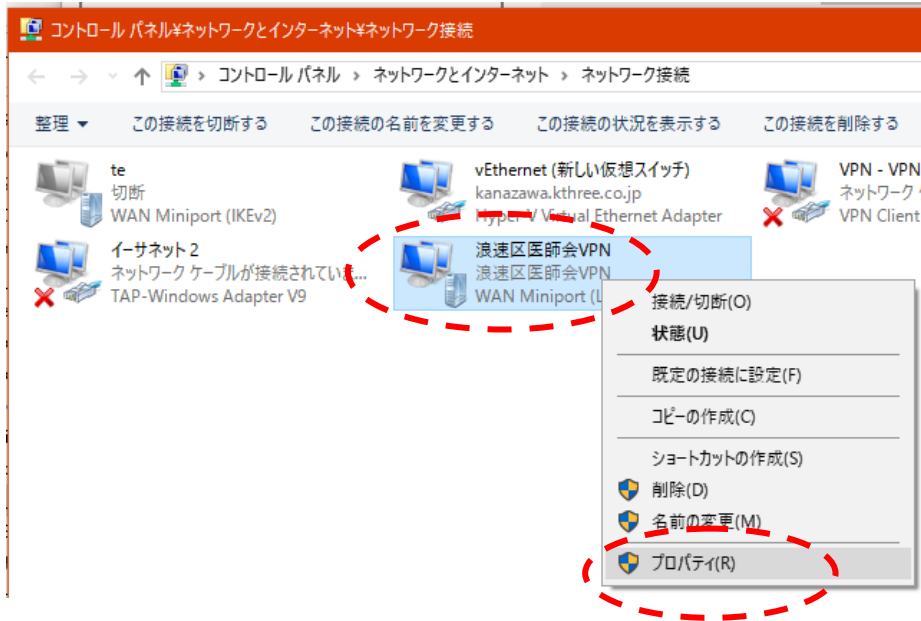 コントロール パネル¥ネットワークとインターネット¥ネットワーク接続
コントロール パネル › ネットワークとインターネット › ネットワーク接続
整理 この接続を切断する この接続の名前を変更する この接続の状況を表示する この接続を削除する
te
切断
WAN Miniport (IKEv2)
vEthernet (新しい仮想スイッチ)
kanazawa.kthree.co.jp
Hyper-V Virtual Ethernet Adapter
VPN - VPN
ネットワーク
VPN Client
イーサネット 2
ネットワーク ケーブルが接続されていま...
TAP-Windows Adapter V9
浪速区医師会VPN
浪速区医師会VPN
WAN Miniport (L
接続/切断(O)
状態(U)
既定の接続に設定(F)
コピーの作成(C)
ショートカットの作成(S)
削除(D)
名前の変更(M)
プロパティ(R)